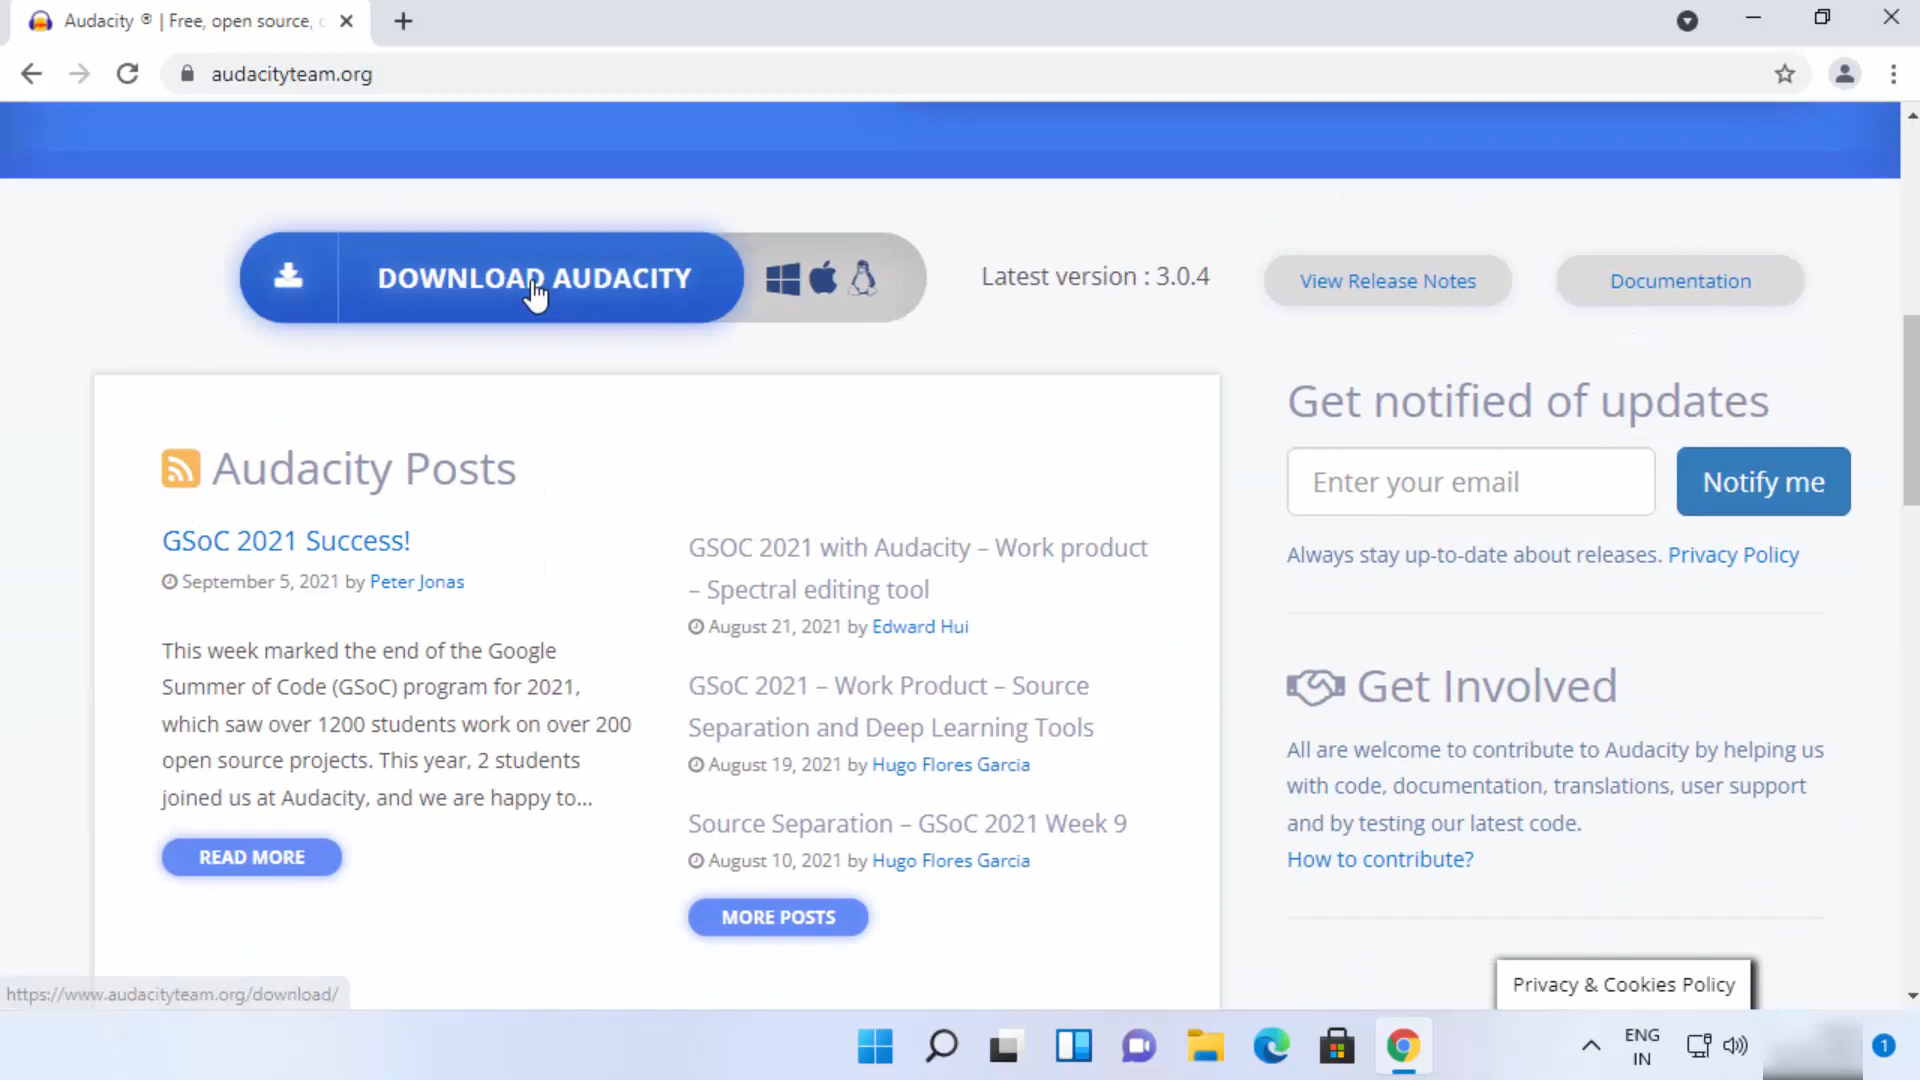 Audacity ® | Free, open source, c
audacityteam.org
DOWNLOAD AUDACITY
Latest version : 3.0.4
View Release Notes
Documentation
Audacity Posts
GSoC 2021 Success!
September 5, 2021 by Peter Jonas
This week marked the end of the Google
Summer of Code (GSoC) program for 2021,
which saw over 1200 students work on over 200
open source projects. This year, 2 students
joined us at Audacity, and we are happy to...
READ MORE
GSOC 2021 with Audacity – Work product
– Spectral editing tool
August 21, 2021 by Edward Hui
GSoC 2021 – Work Product – Source
Separation and Deep Learning Tools
August 19, 2021 by Hugo Flores Garcia
Source Separation – GSoC 2021 Week 9
August 10, 2021 by Hugo Flores Garcia
MORE POSTS
Get notified of updates
Enter your email
Notify me
Always stay up-to-date about releases. Privacy Policy
Get Involved
All are welcome to contribute to Audacity by helping us
with code, documentation, translations, user support
and by testing our latest code.
How to contribute?
Privacy & Cookies Policy
https://www.audacityteam.org/download/
ENG
IN
1